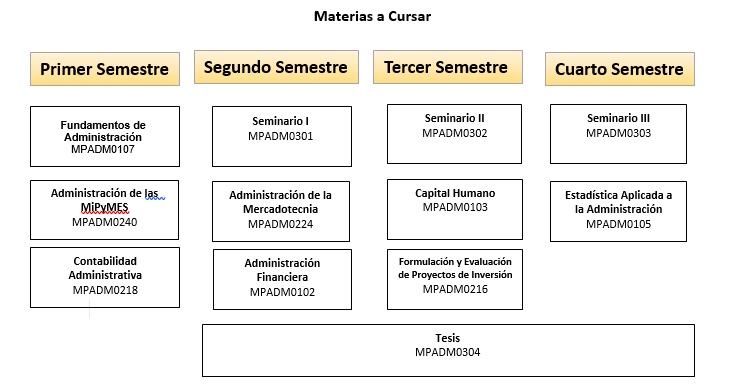 Materias a Cursar
Primer Semestre
Segundo Semestre
Tercer Semestre
Cuarto Semestre
Fundamentos de
Administración
MPADM0107
Seminario I
MPADM0301
Seminario II
MPADM0302
Seminario III
MPADM0303
Administración de las
MiPyMES
MPADM0240
Administración de la
Mercadotecnia
MPADM0224
Capital Humano
MPADM0103
Estadística Aplicada a
la Administración
MPADM0105
Contabilidad
Administrativa
MPADM0218
Administración
Financiera
MPADM0102
Formulación y Evaluación
de Proyectos de Inversión
MPADM0216
Tesis
MPADM0304